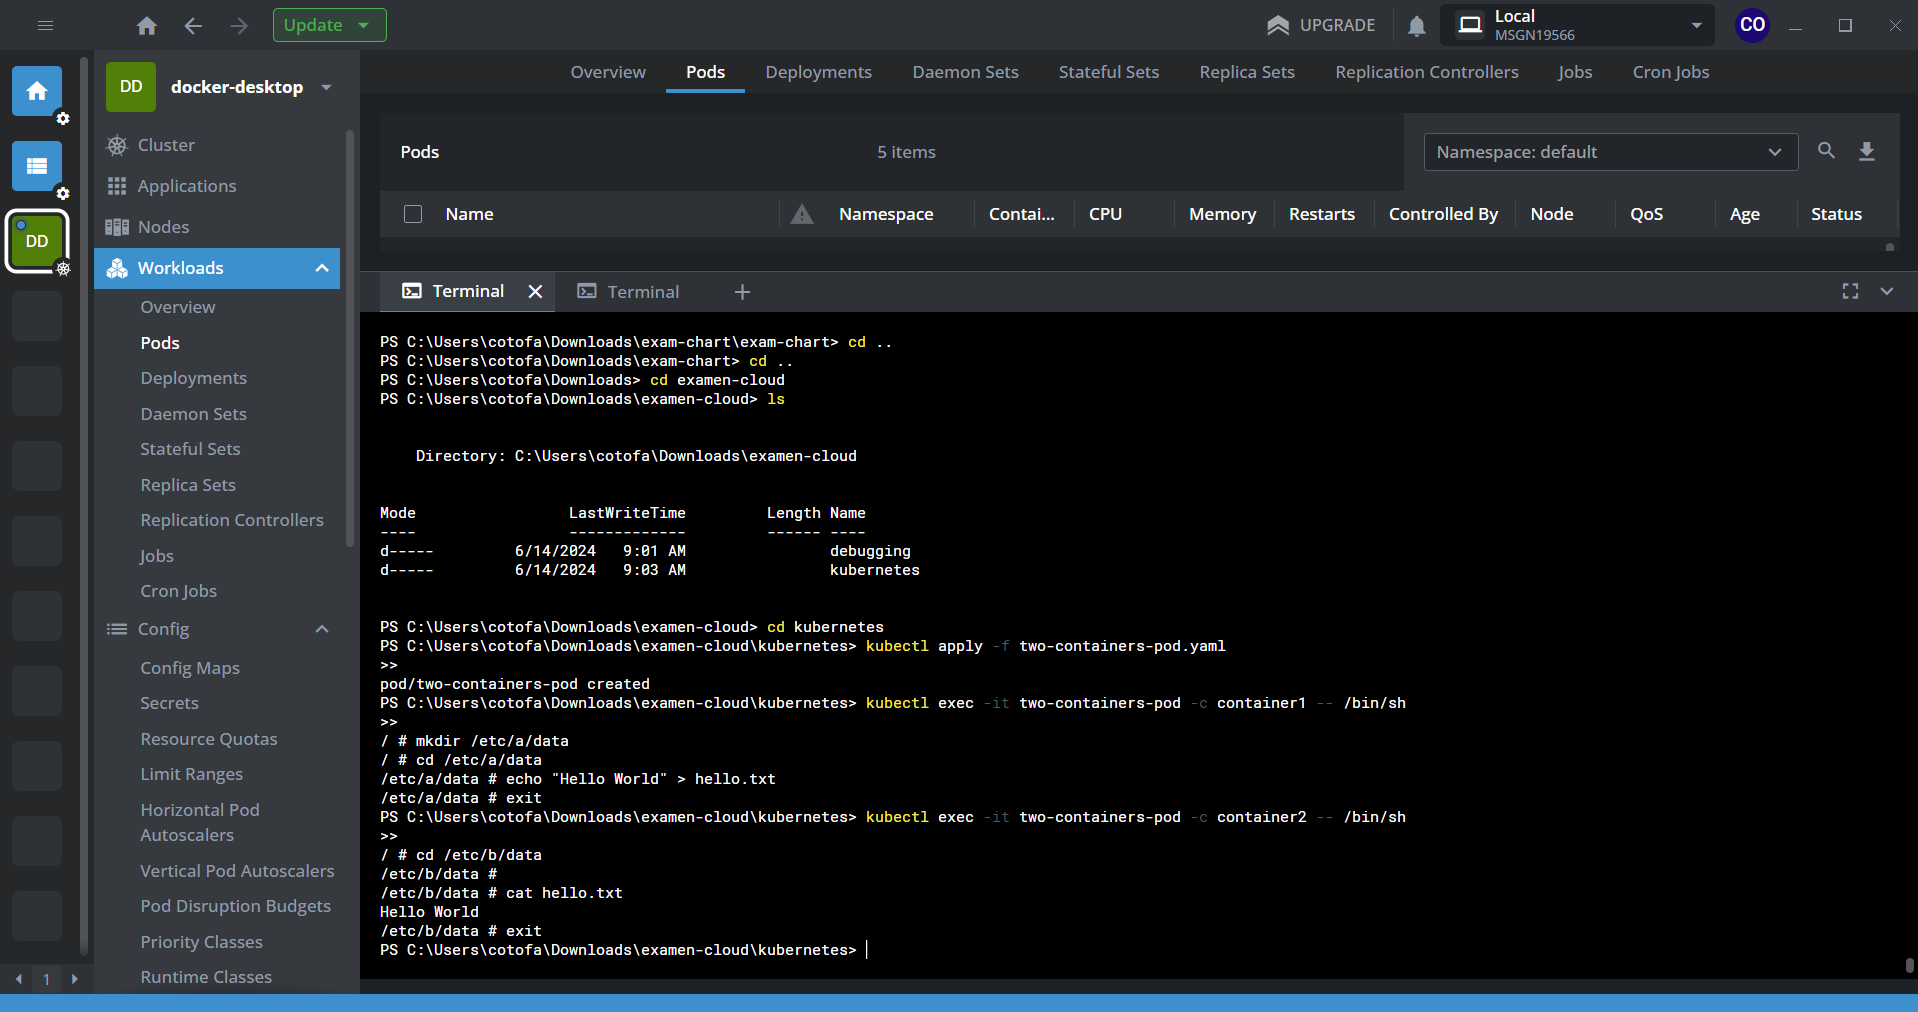 Update
UPGRADE
Local
MSGN19566
CO
DD
docker-desktop
Overview
Pods
Deployments
Daemon Sets
Stateful Sets
Replica Sets
Replication Controllers
Jobs
Cron Jobs
DD
1
Cluster
Applications
Nodes
Workloads
Overview
Pods
Deployments
Daemon Sets
Stateful Sets
Replica Sets
Replication Controllers
Jobs
Cron Jobs
Config
Config Maps
Secrets
Resource Quotas
Limit Ranges
Horizontal Pod
Autoscalers
Vertical Pod Autoscalers
Pod Disruption Budgets
Priority Classes
Runtime Classes
Pods
5 items
Namespace: default
Name
Namespace
Contai...
CPU
Memory
Restarts
Controlled By
Node
QoS
Age
Status
Terminal
Terminal
PS C:\Users\cotofa\Downloads\exam-chart\exam-chart> cd ..
PS C:\Users\cotofa\Downloads\exam-chart> cd ..
PS C:\Users\cotofa\Downloads> cd examen-cloud
PS C:\Users\cotofa\Downloads\examen-cloud> ls
Directory: C:\Users\cotofa\Downloads\examen-cloud
Mode LastWriteTime Length Name
---- ------------- ------ ----
d----- 6/14/2024 9:01 AM debugging
d----- 6/14/2024 9:03 AM kubernetes
PS C:\Users\cotofa\Downloads\examen-cloud> cd kubernetes
PS C:\Users\cotofa\Downloads\examen-cloud\kubernetes> kubectl apply -f two-containers-pod.yaml
>>
pod/two-containers-pod created
PS C:\Users\cotofa\Downloads\examen-cloud\kubernetes> kubectl exec -it two-containers-pod -c container1 -- /bin/sh
>>
/ # mkdir /etc/a/data
/ # cd /etc/a/data
/etc/a/data # echo "Hello World" > hello.txt
/etc/a/data # exit
PS C:\Users\cotofa\Downloads\examen-cloud\kubernetes> kubectl exec -it two-containers-pod -c container2 -- /bin/sh
>>
/ # cd /etc/b/data
/etc/b/data #
/etc/b/data # cat hello.txt
Hello World
/etc/b/data # exit
PS C:\Users\cotofa\Downloads\examen-cloud\kubernetes>